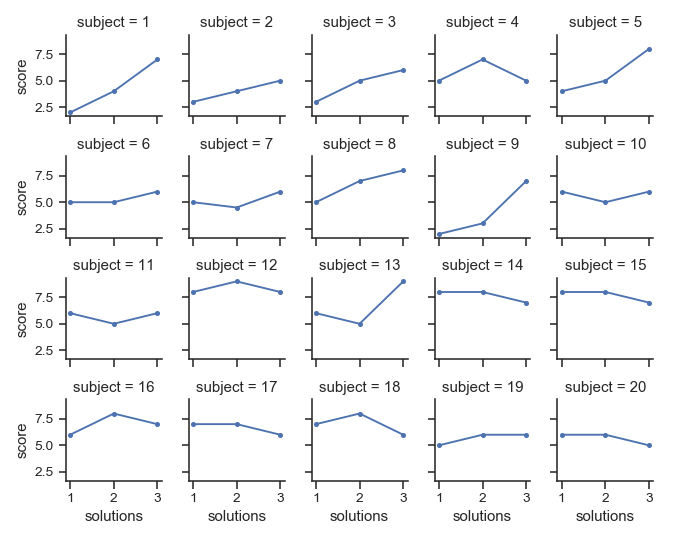 subject = 1 subject = 2 subject = 3 subject = 4 subject = 5
7.5
5.0
2.5
score
subject = 6 subject = 7 subject = 8 subject = 9 subject = 10
7.5
5.0
2.5
score
subject = 11 subject = 12 subject = 13 subject = 14 subject = 15
7.5
5.0
2.5
score
subject = 16 subject = 17 subject = 18 subject = 19 subject = 20
7.5
5.0
2.5
score
1 2 3 1 2 3 1 2 3 1 2 3 1 2 3
solutions solutions solutions solutions solutions